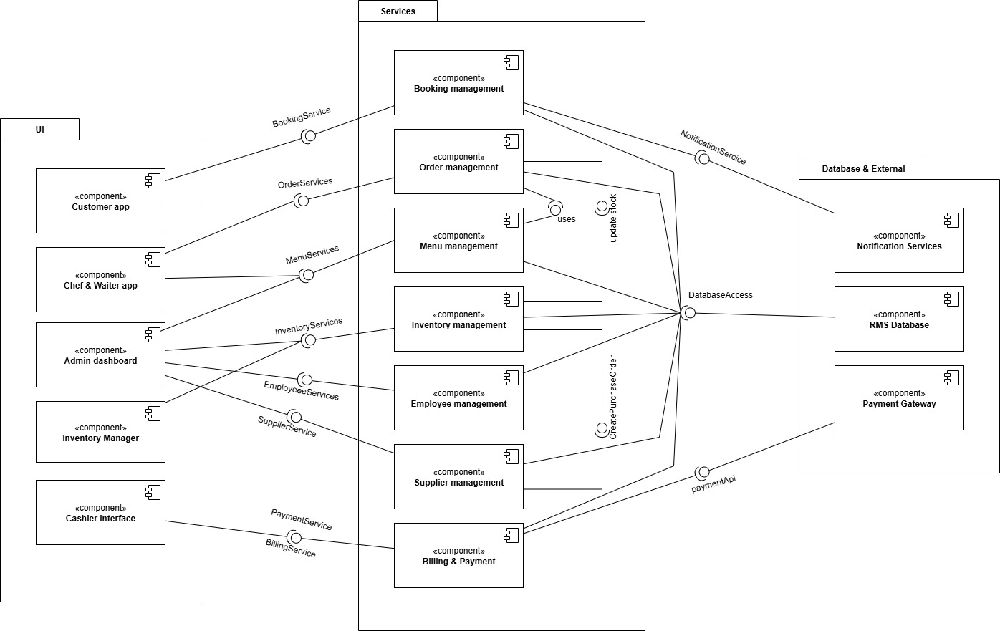 Services
«component»
Booking management
UI
BookingService
NotificationSercice
«component»
Order management
Database & External
«component»
Customer app
OrderServices
update stock
uses
«component»
Menu management
«component»
Notification Services
MenuServices
«component»
Chef & Waiter app
DatabaseAccess
«component»
Inventory management
«component»
RMS Database
InventoryServices
«component»
Admin dashboard
EmployeeeServices
CreatePurchaseOrder
«component»
Employee management
«component»
Payment Gateway
SupplierService
«component»
Inventory Manager
«component»
Supplier management
paymentApi
«component»
Cashier Interface
PaymentService
BillingService
«component»
Billing & Payment